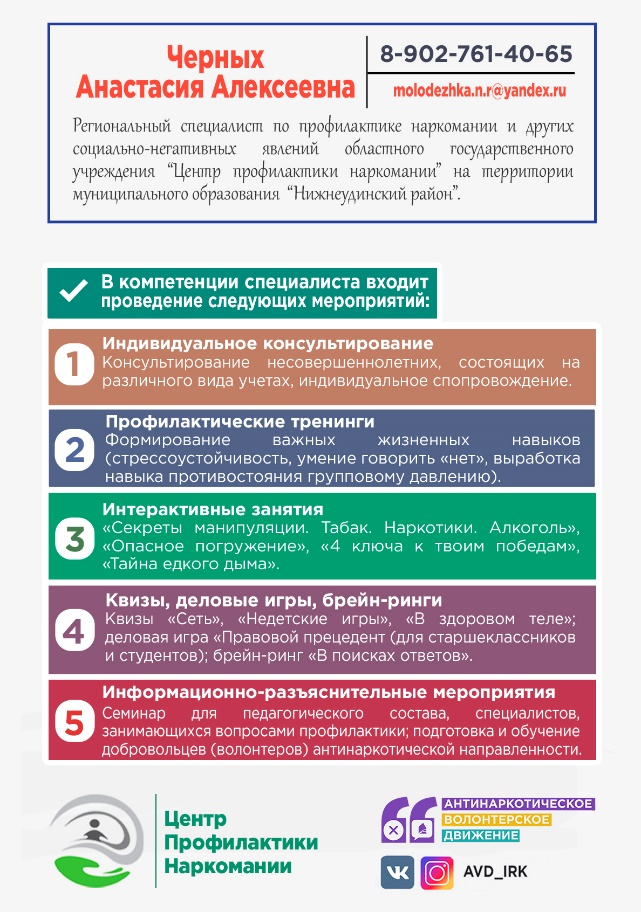 Черных
Анастасия Алексеевна
8-902-761-40-65
molodezhka.n.r@yandex.ru
Региональный специалист по профилактике наркомании и других
социально-негативных явлений областного государственного
учреждения “Центр профилактики наркомании” на территории
муниципального образования “Нижнеудинский район”.
В компетенции специалиста входит
проведение следующих мероприятий:
1
Индивидуальное консультирование
Консультирование несовершеннолетних, состоящих на
различного вида учетах, индивидуальное спопровождение.
2
Профилактические тренинги
Формирование важных жизненных навыков
(стрессоустойчивость, умение говорить «нет», выработка
навыка противостояния групповому давлению).
3
Интерактивные занятия
«Секреты манипуляции. Табак. Наркотики. Алкоголь»,
«Опасное погружение», «4 ключа к твоим победам»,
«Тайна едкого дыма».
4
Квизы, деловые игры, брейн-ринги
Квизы «Сеть», «Недетские игры», «В здоровом теле»;
деловая игра «Правовой прецедент (для старшеклассников
и студентов); брейн-ринг «В поисках ответов».
5
Информационно-разъяснительные мероприятия
Семинар для педагогического состава, специалистов,
занимающихся вопросами профилактики; подготовка и обучение
добровольцев (волонтеров) антинаркотической направленности.
Центр
Профилактики
Наркомании
АНТИНАРКОТИЧЕСКОЕ
ВОЛОНТЕРСКОЕ
ДВИЖЕНИЕ
AVD_IRK